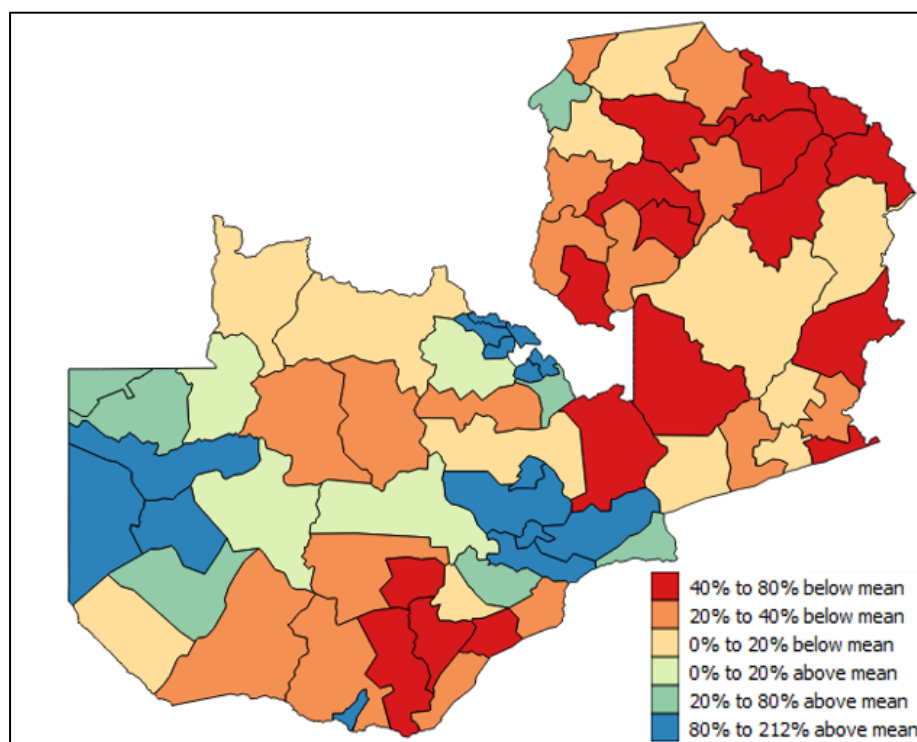 40% to 80% below mean
20% to 40% below mean
0% to 20% below mean
0% to 20% above mean
20% to 80% above mean
80% to 212% above mean